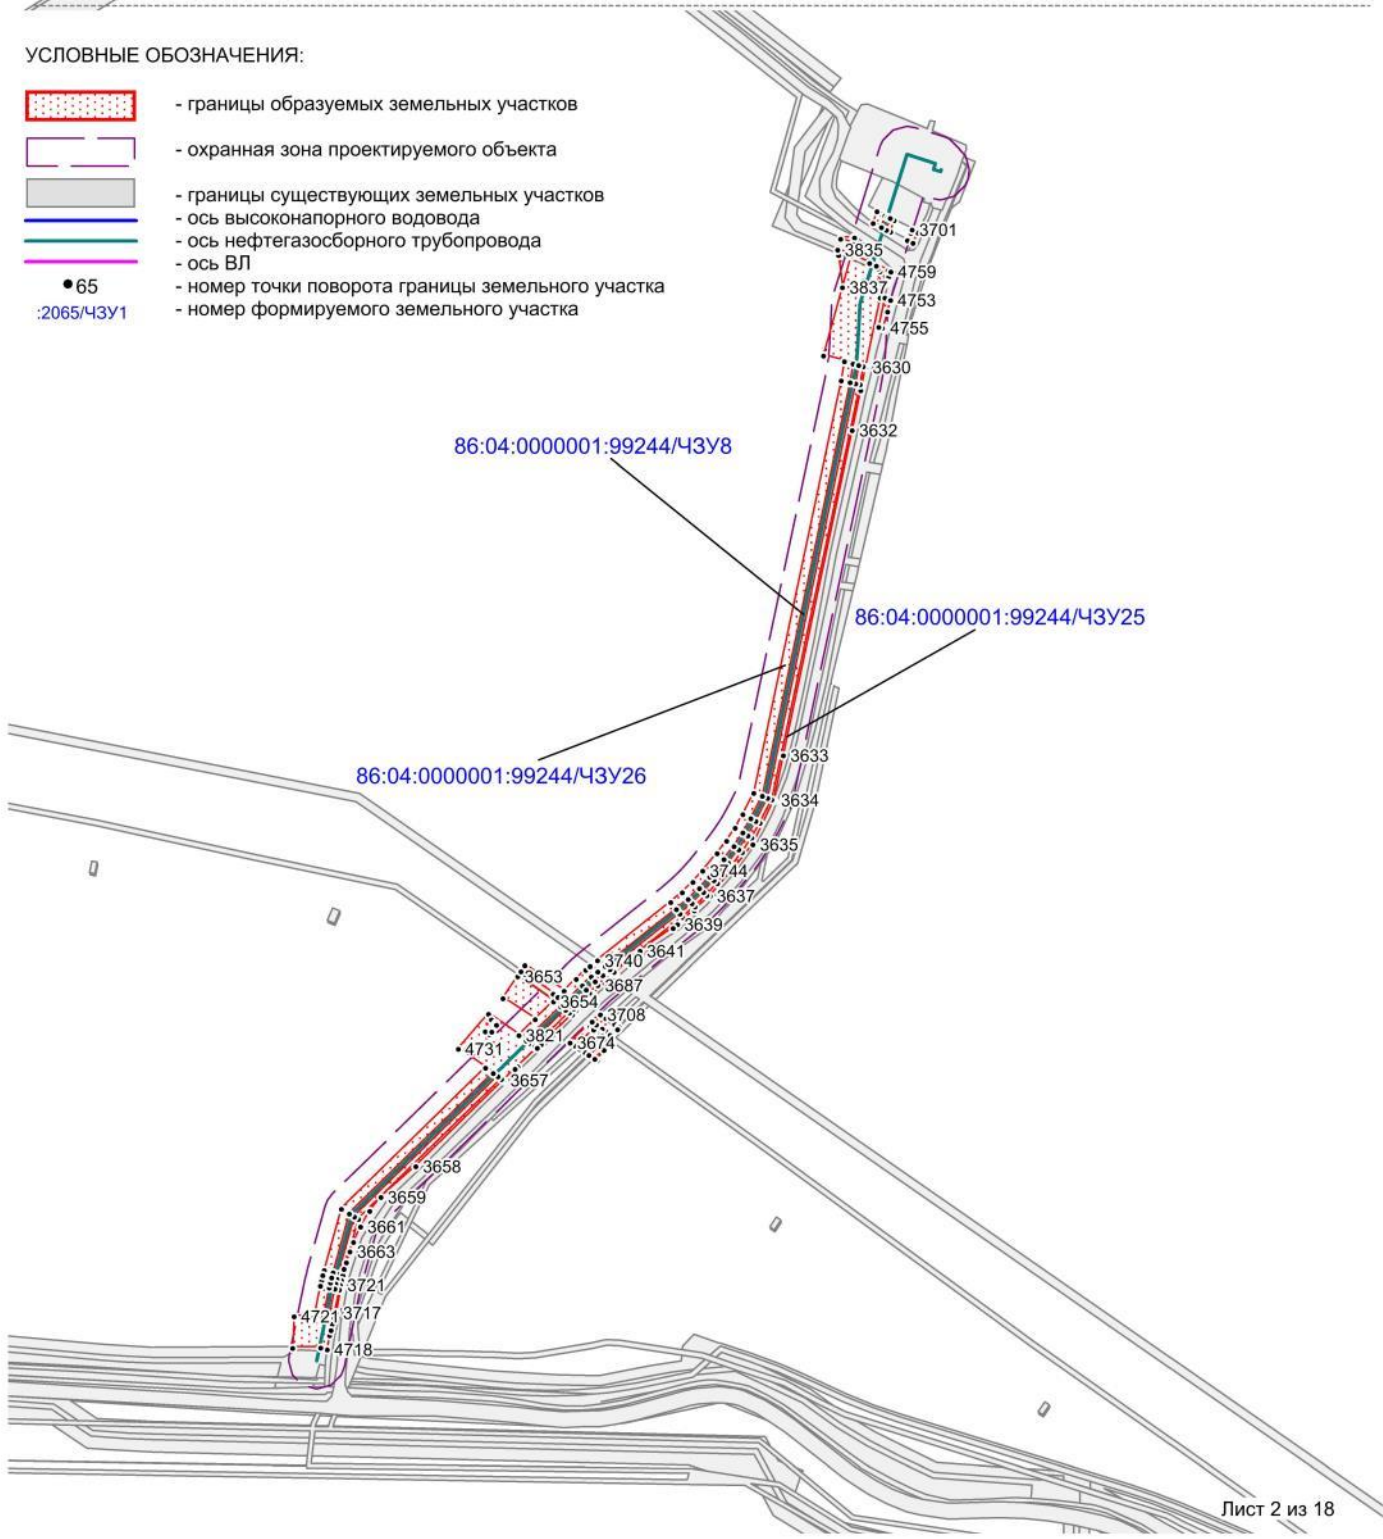 УСЛОВНЫЕ ОБОЗНАЧЕНИЯ:
- границы образуемых земельных участков
- охранная зона проектируемого объекта
- границы существующих земельных участков
- ось высоконапорного водовода
- ось нефтегазосборного трубопровода
- ось ВЛ
65 - номер точки поворота границы земельного участка
:2065/ЧЗУ1 - номер формируемого земельного участка
3701
3835
4759
3837
4753
4755
3630
3632
86:04:0000001:99244/ЧЗУ8
86:04:0000001:99244/ЧЗУ25
3633
86:04:0000001:99244/ЧЗУ26
3634
3635
3744
3637
3639
3641
3740
3653
3687
3654
3708
3821
3674
4731
3657
3658
3659
3661
3663
3721
4721
3717
4718
Лист 2 из 18